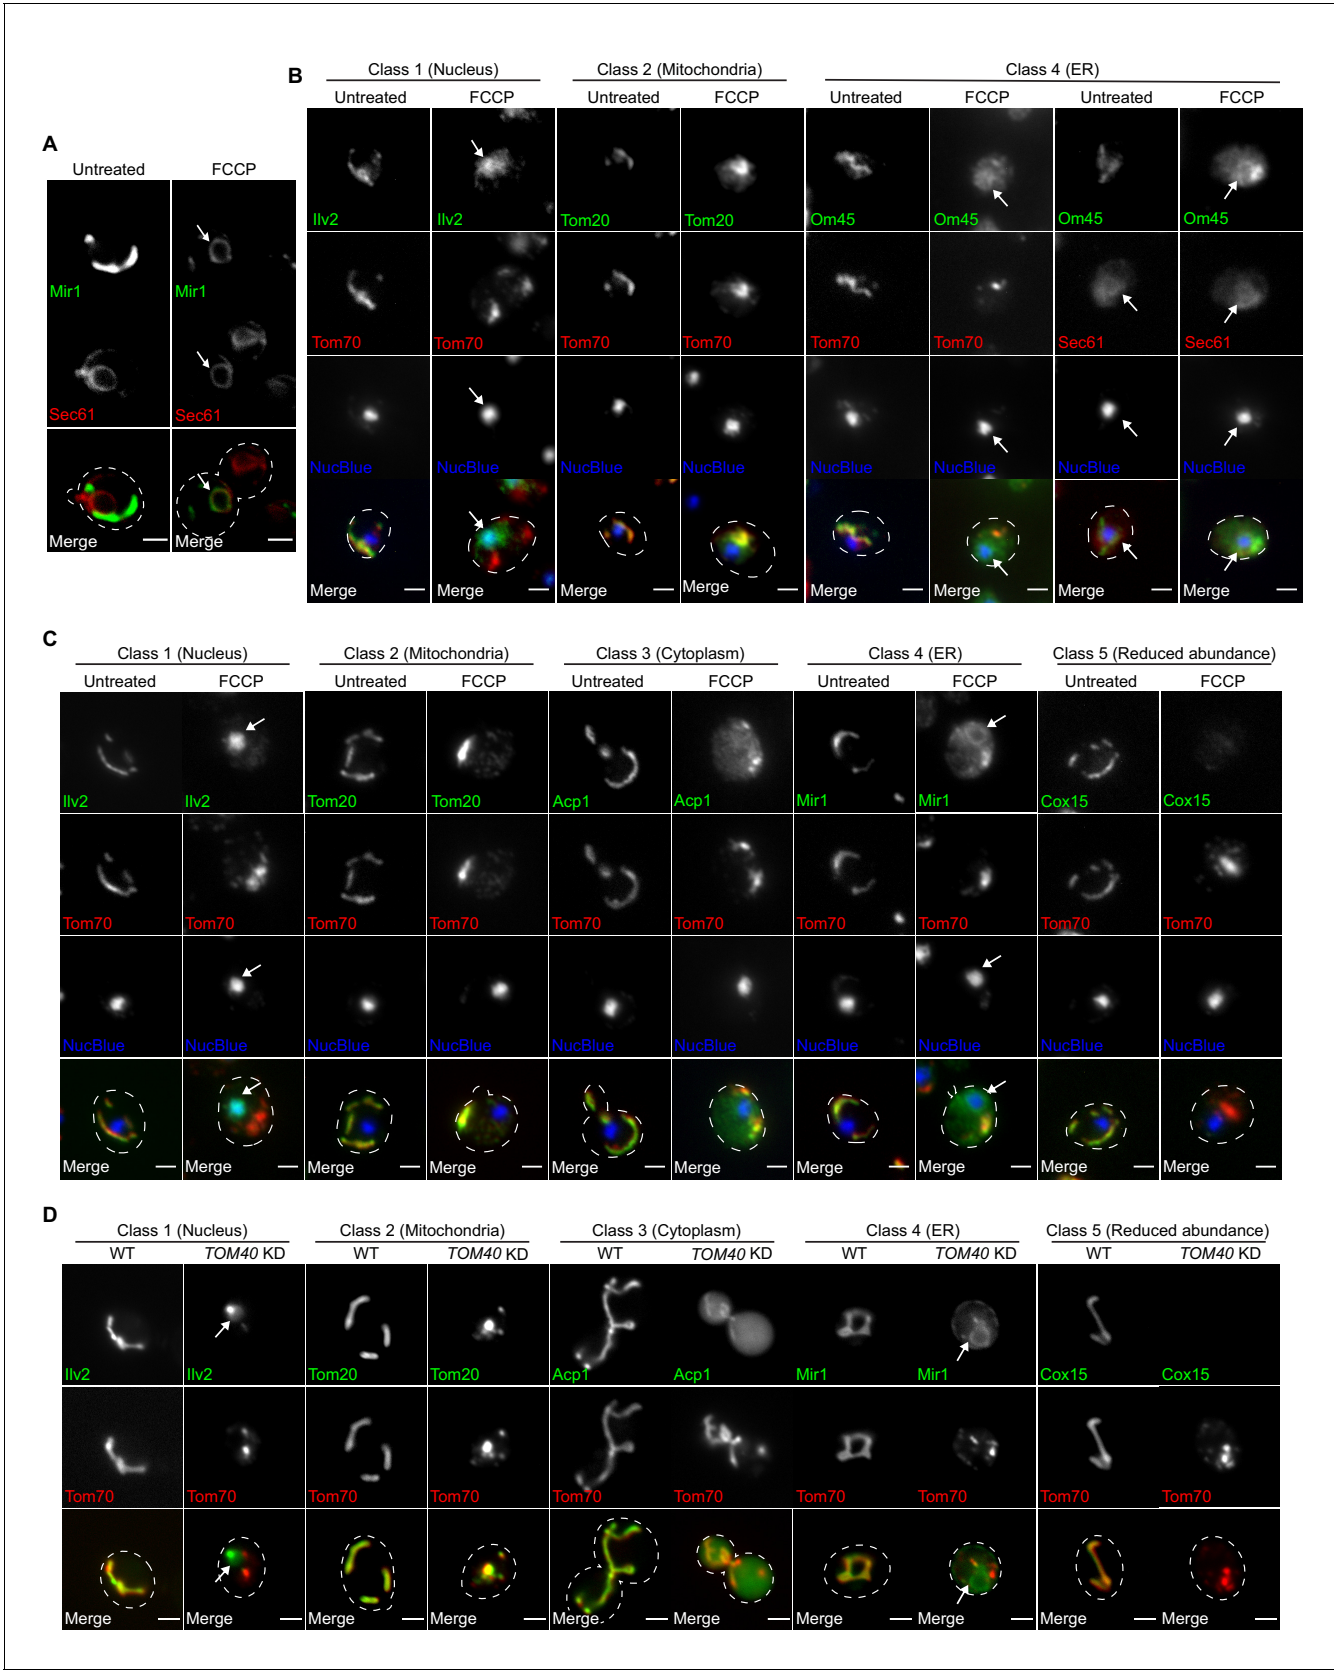 A
Untreated FCCP
Mir1 Mir1
Sec61 Sec61
Merge Merge
B
Class 1 (Nucleus) Class 2 (Mitochondria) Class 4 (ER)
Untreated FCCP Untreated FCCP Untreated FCCP Untreated FCCP
Ilv2 Ilv2 Tom20 Tom20 Om45 Om45 Om45 Om45
Tom70 Tom70 Tom70 Tom70 Tom70 Tom70 Sec61 Sec61
NucBlue NucBlue NucBlue NucBlue NucBlue NucBlue NucBlue NucBlue
Merge Merge Merge Merge Merge Merge Merge Merge
C
Class 1 (Nucleus) Class 2 (Mitochondria) Class 3 (Cytoplasm) Class 4 (ER) Class 5 (Reduced abundance)
Untreated FCCP Untreated FCCP Untreated FCCP Untreated FCCP Untreated FCCP
Ilv2 Ilv2 Tom20 Tom20 Acp1 Acp1 Mir1 Mir1 Cox15 Cox15
Tom70 Tom70 Tom70 Tom70 Tom70 Tom70 Tom70 Tom70 Tom70 Tom70
NucBlue NucBlue NucBlue NucBlue NucBlue NucBlue NucBlue NucBlue NucBlue NucBlue
Merge Merge Merge Merge Merge Merge Merge Merge Merge Merge
D
Class 1 (Nucleus) Class 2 (Mitochondria) Class 3 (Cytoplasm) Class 4 (ER) Class 5 (Reduced abundance)
WT TOM40 KD WT TOM40 KD WT TOM40 KD WT TOM40 KD WT TOM40 KD
Ilv2 Ilv2 Tom20 Tom20 Acp1 Acp1 Mir1 Mir1 Cox15 Cox15
Tom70 Tom70 Tom70 Tom70 Tom70 Tom70 Tom70 Tom70 Tom70 Tom70
Merge Merge Merge Merge Merge Merge Merge Merge Merge Merge